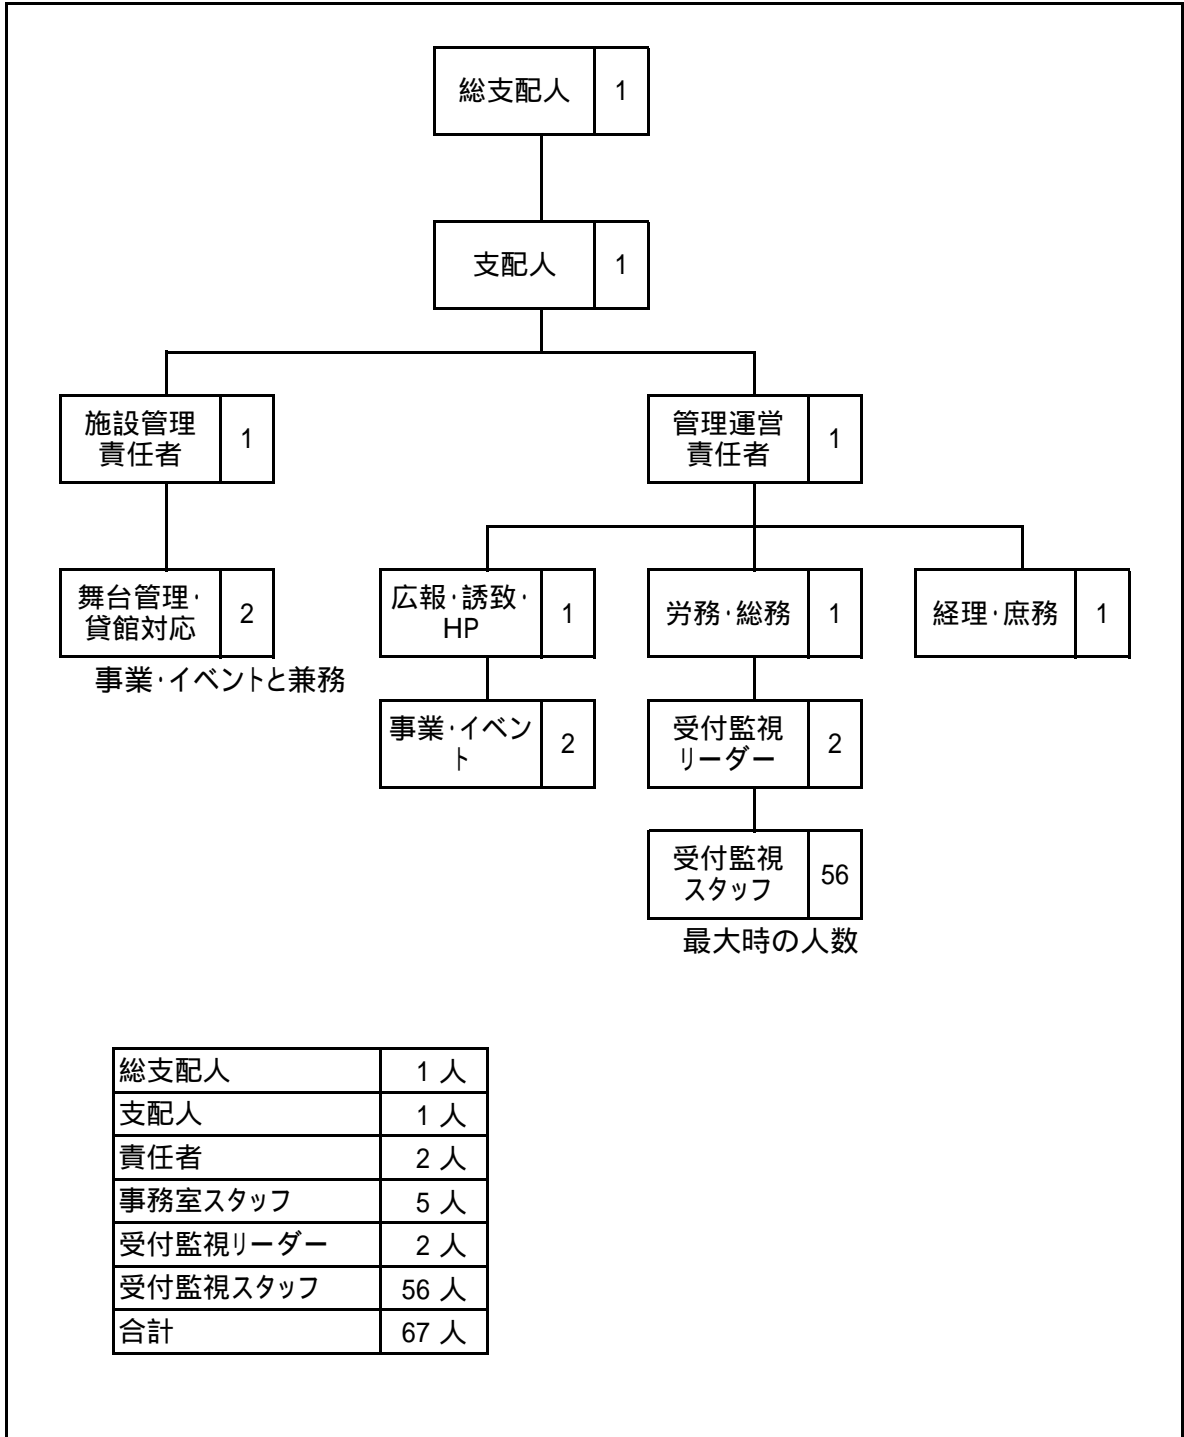 総支配人 1
支配人 1
施設管理
責任者 1
管理運営
責任者 1
舞台管理・
貸館対応 2
事業・イベントと兼務
広報・誘致・
HP 1
労務・総務 1
経理・庶務 1
事業・イベン
ト 2
受付監視
リーダー 2
受付監視
スタッフ 56
最大時の人数
総支配人 1 人
支配人 1 人
責任者 2 人
事務室スタッフ 5 人
受付監視リーダー 2 人
受付監視スタッフ 56 人
合計 67 人